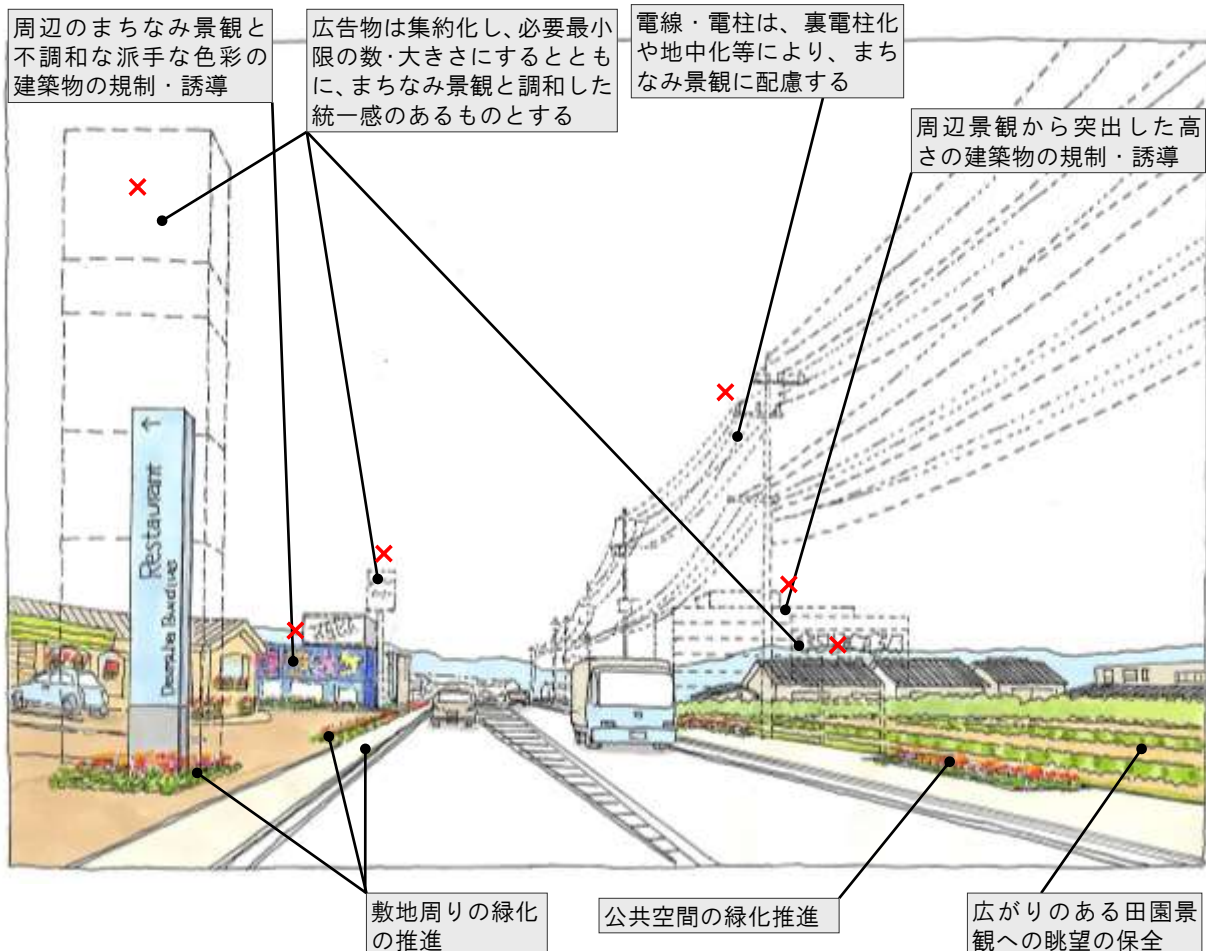 周辺のまちなみ景観と
不調和な派手な色彩の
建築物の規制・誘導
広告物は集約化し、必要最小
限の数・大きさにするととも
に、まちなみ景観と調和した
統一感のあるものとする
電線・電柱は、裏電柱化
や地中化等により、まち
なみ景観に配慮する
周辺景観から突出した高
さの建築物の規制・誘導
Restaurant
敷地周りの緑化
の推進
公共空間の緑化推進
広がりのある田園景
観への眺望の保全